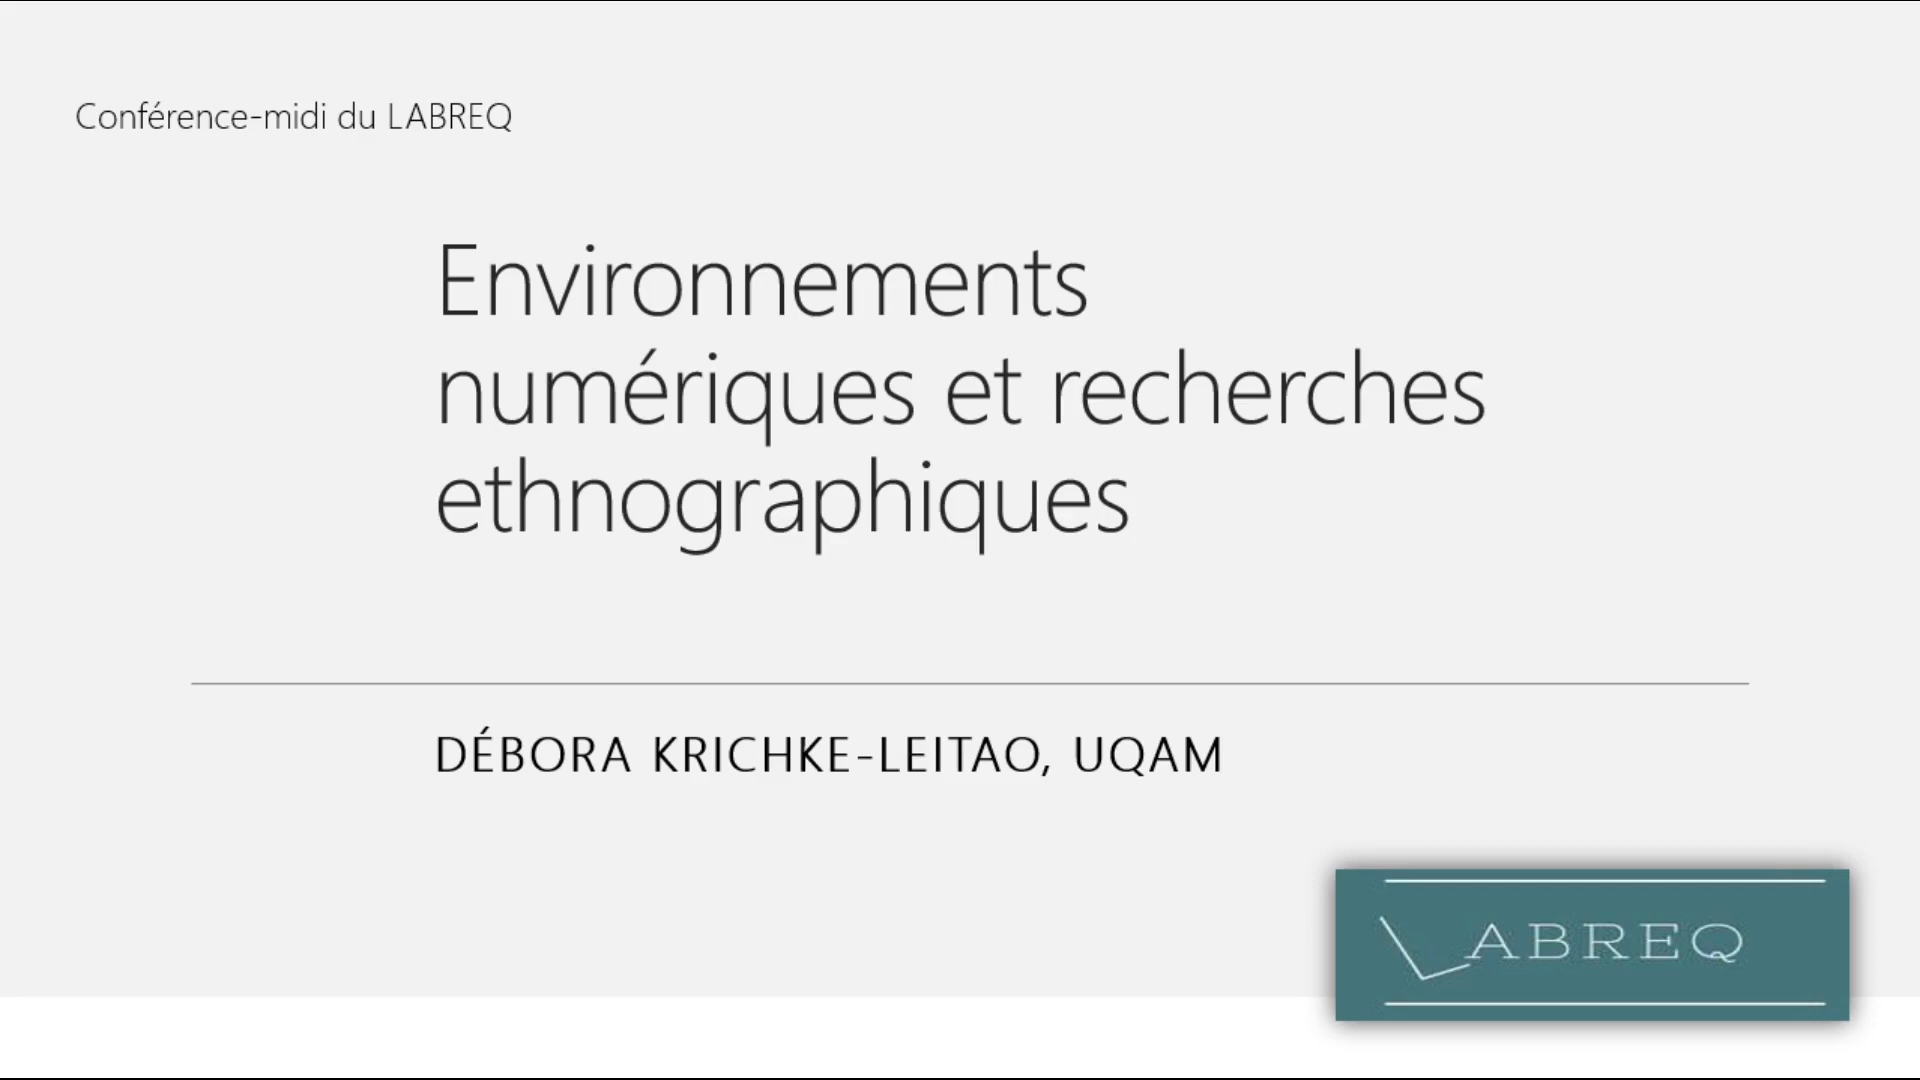 Conférence-midi du LABREQ
Environnements
numériques et recherches
ethnographiques
DÉBORA KRICHKE-LEITAO, UQAM
LABREQ